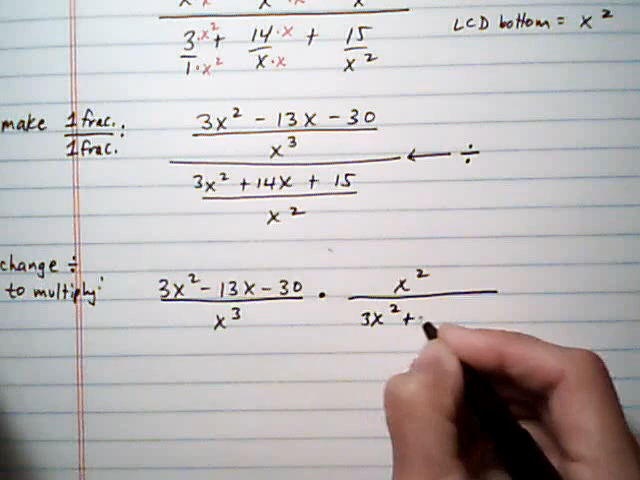 3·x² + 14·x + 15
1·x² x·x x²
LCD bottom = x²
make 1 frac. :
1 frac.
3x² - 13x - 30
x³
← ÷
3x² + 14x + 15
x²
change ÷
to multiply:
3x² - 13x - 30 · x²
x³ 3x² +